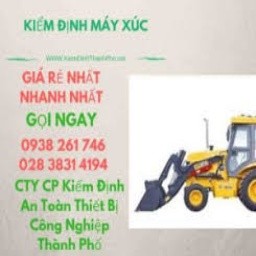 KIỂM ĐỊNH MÁY XÚC
GIÁ RẺ NHẤT
NHANH NHẤT
GỌI NGAY
0938 261 746
028 3831 4194
CTY CP Kiểm Định
An Toàn Thiết Bị
Công Nghiệp
Thành Phố